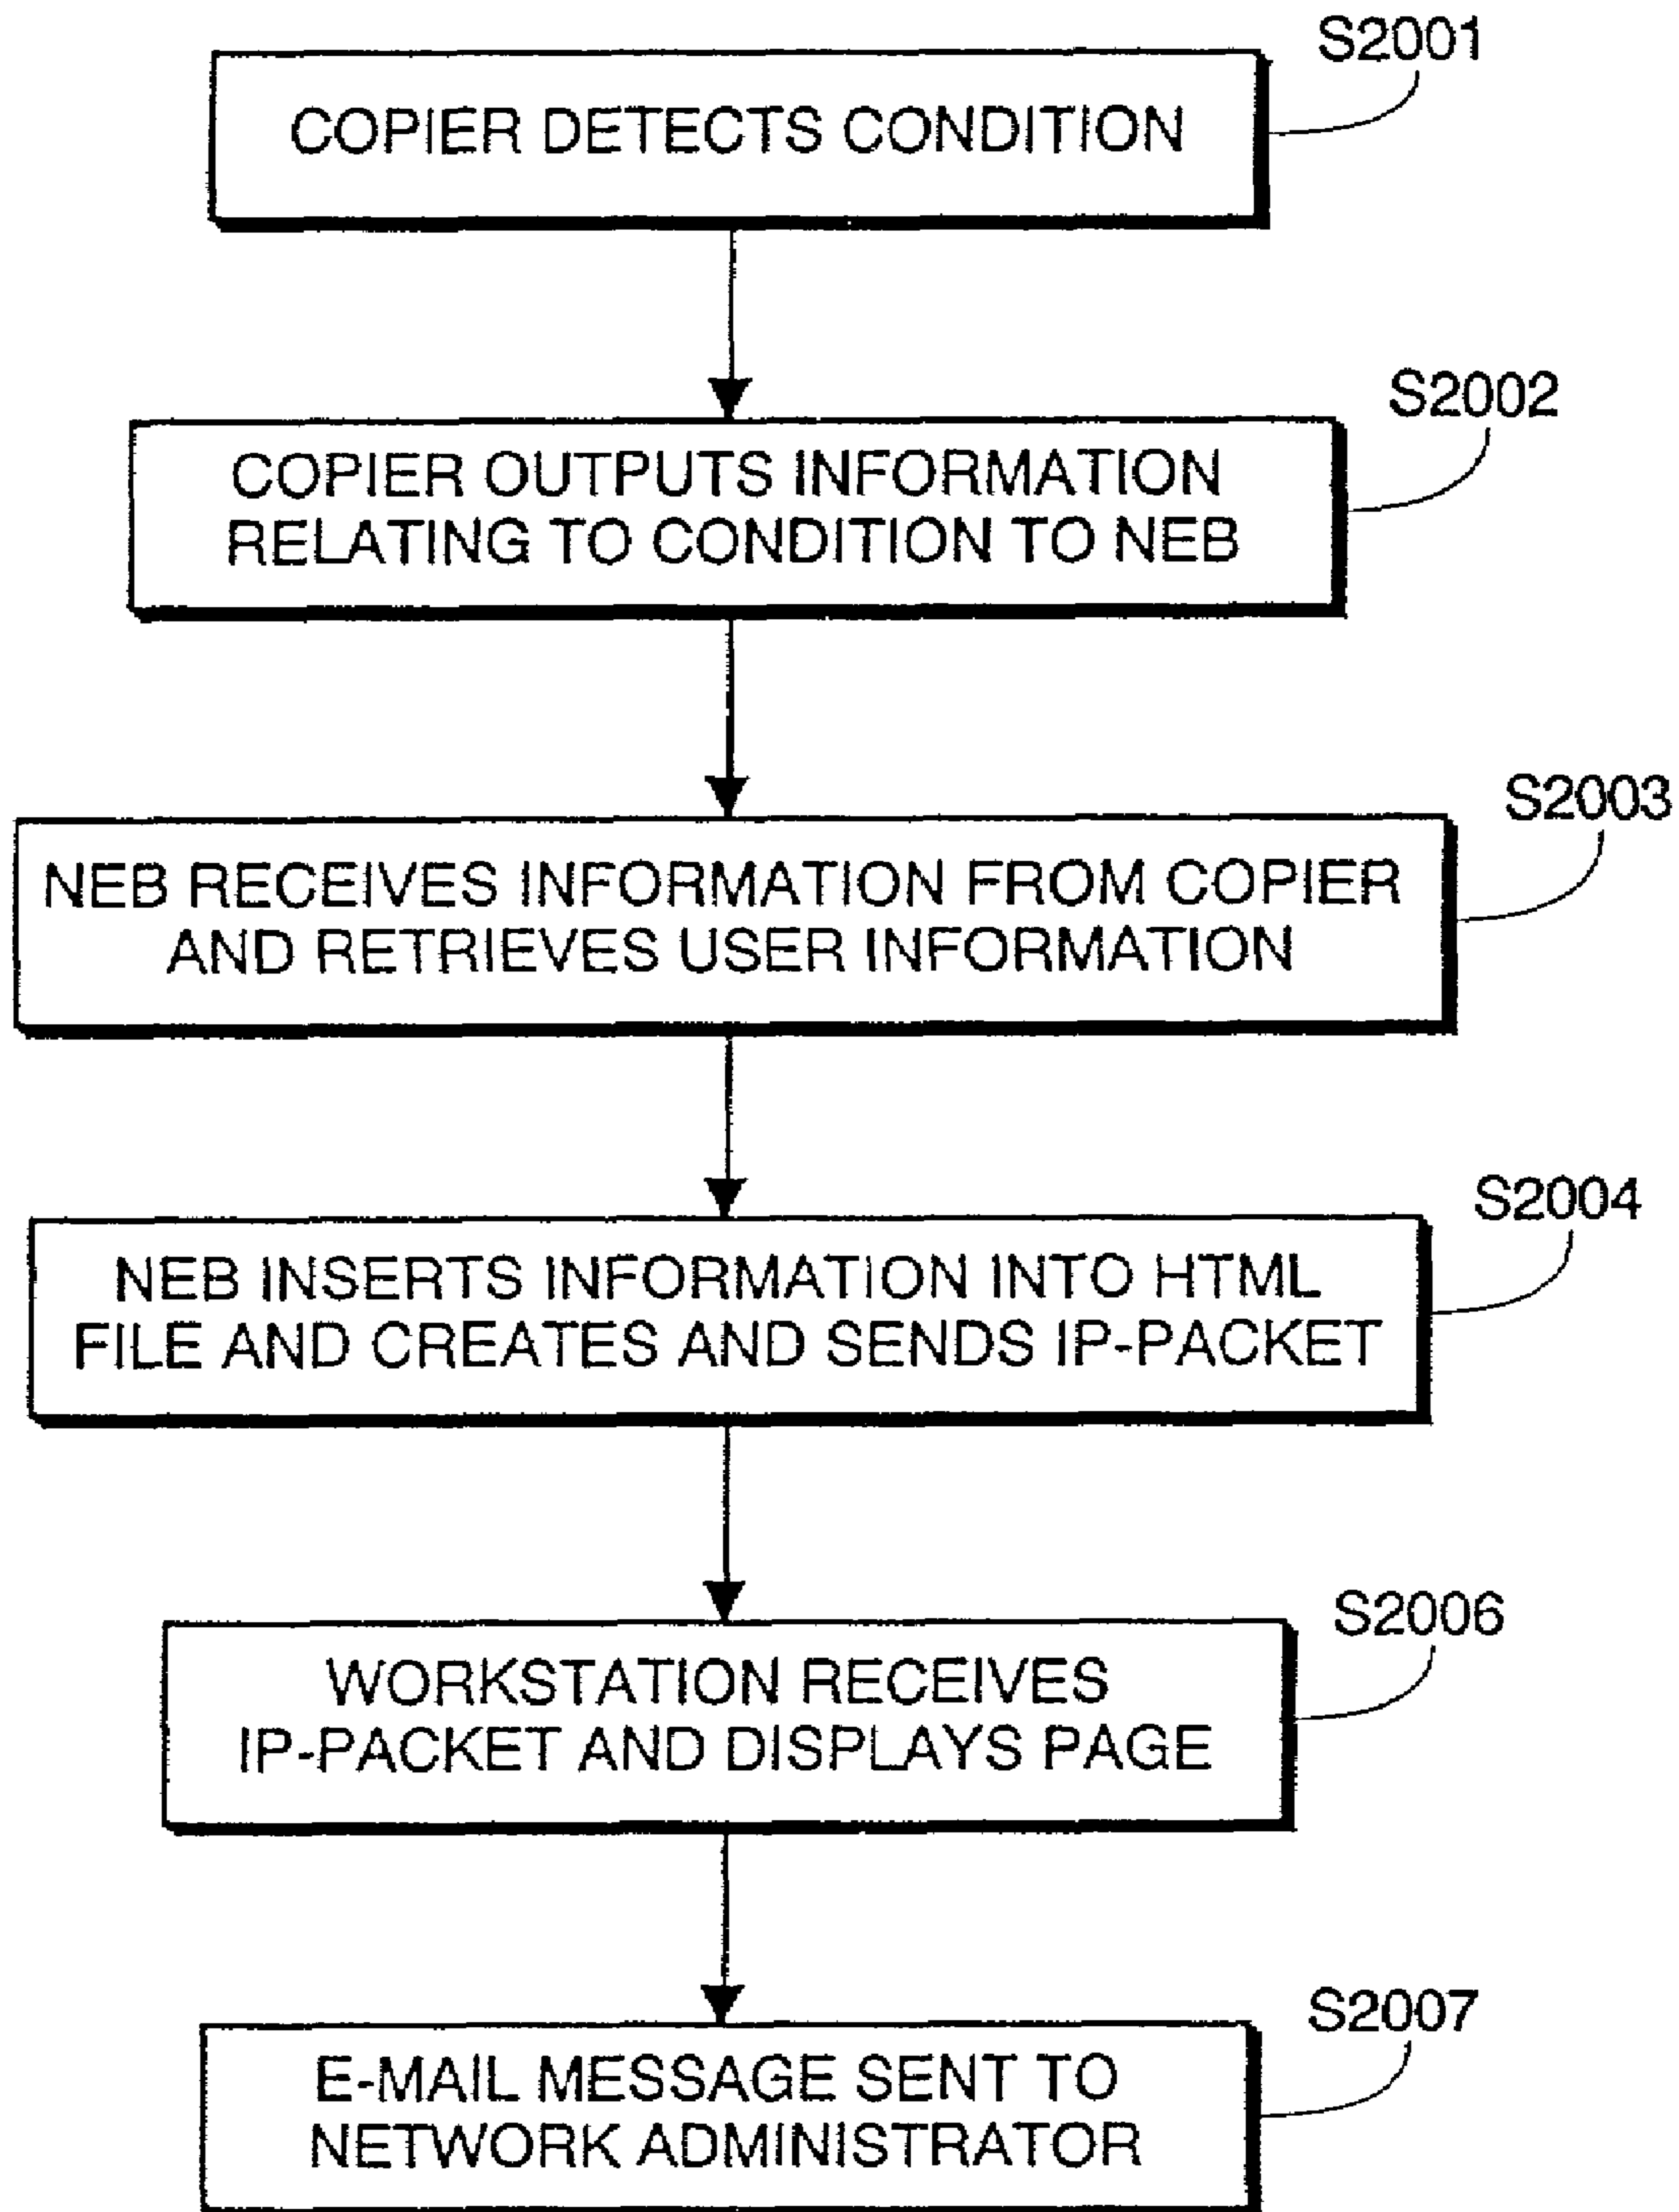 S2001
COPIER DETECTS CONDITION
S2002
COPIER OUTPUTS INFORMATION
RELATING TO CONDITION TO NEB
S2003
NEB RECEIVES INFORMATION FROM COPIER
AND RETRIEVES USER INFORMATION
S2004
NEB INSERTS INFORMATION INTO HTML
FILE AND CREATES AND SENDS IP-PACKET
S2006
WORKSTATION RECEIVES
IP-PACKET AND DISPLAYS PAGE
S2007
E-MAIL MESSAGE SENT TO
NETWORK ADMINISTRATOR